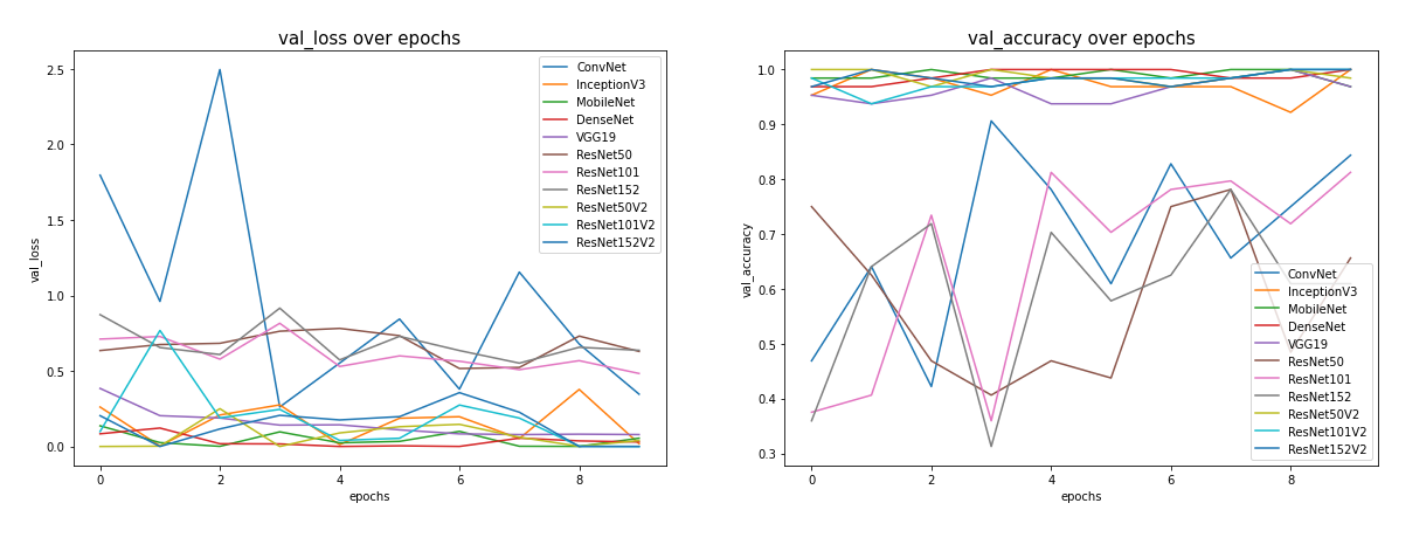 val_loss over epochs
2.5
2.0
1.5
1.0
0.5
0.0
val_loss
0 2 4 6 8
epochs
ConvNet
InceptionV3
MobileNet
DenseNet
VGG19
ResNet50
ResNet101
ResNet152
ResNet50V2
ResNet101V2
ResNet152V2
val_accuracy over epochs
1.0
0.9
0.8
0.7
0.6
0.5
0.4
0.3
val_accuracy
0 2 4 6 8
epochs
ConvNet
InceptionV3
MobileNet
DenseNet
VGG19
ResNet50
ResNet101
ResNet152
ResNet50V2
ResNet101V2
ResNet152V2